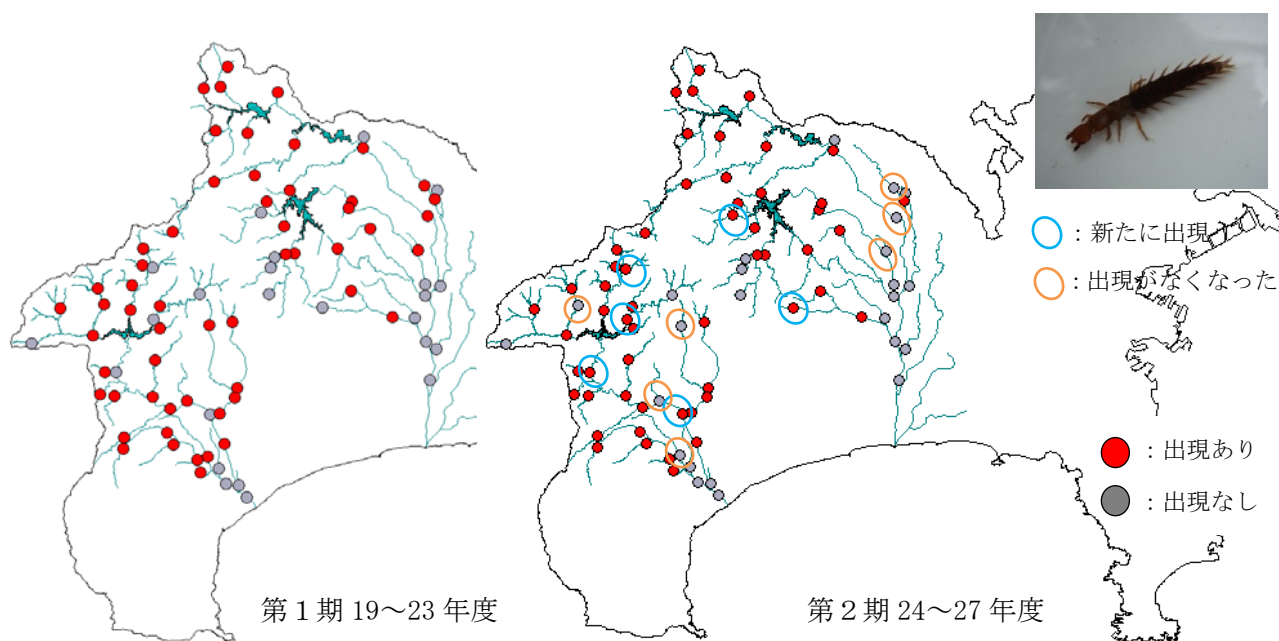 ：新たに出現
：出現がなくなった
：出現あり
：出現なし
第１期 19～23 年度
第２期 24～27 年度